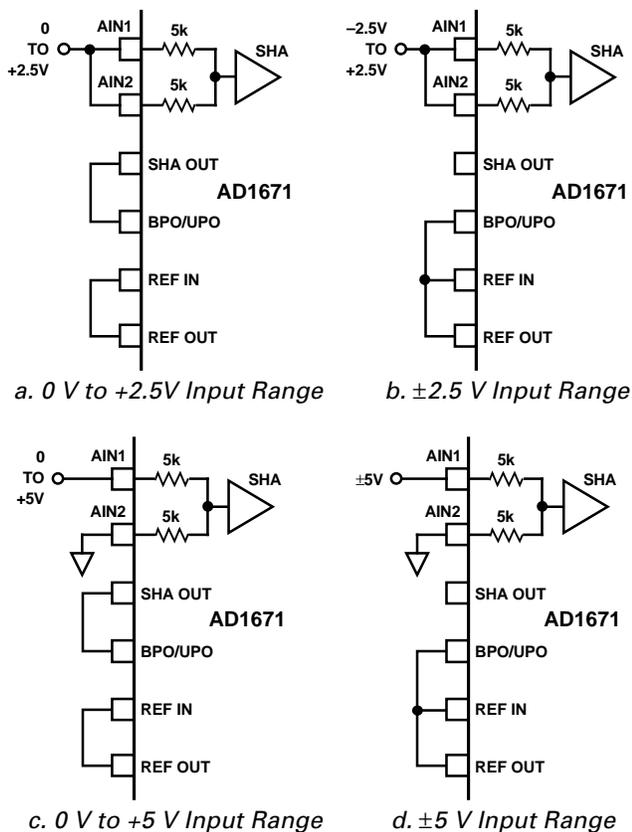 0
TO
+2.5V
AIN1
5k
SHA
AIN2
5k
SHA OUT
AD1671
BPO/UPO
REF IN
REF OUT
a. 0 V to +2.5V Input Range
–2.5V
TO
+2.5V
AIN1
5k
SHA
AIN2
5k
SHA OUT
AD1671
BPO/UPO
REF IN
REF OUT
b. ±2.5 V Input Range
0
TO
+5V
AIN1
5k
SHA
AIN2
5k
SHA OUT
AD1671
BPO/UPO
REF IN
REF OUT
c. 0 V to +5 V Input Range
±5V
AIN1
5k
SHA
AIN2
5k
SHA OUT
AD1671
BPO/UPO
REF IN
REF OUT
d. ±5 V Input Range